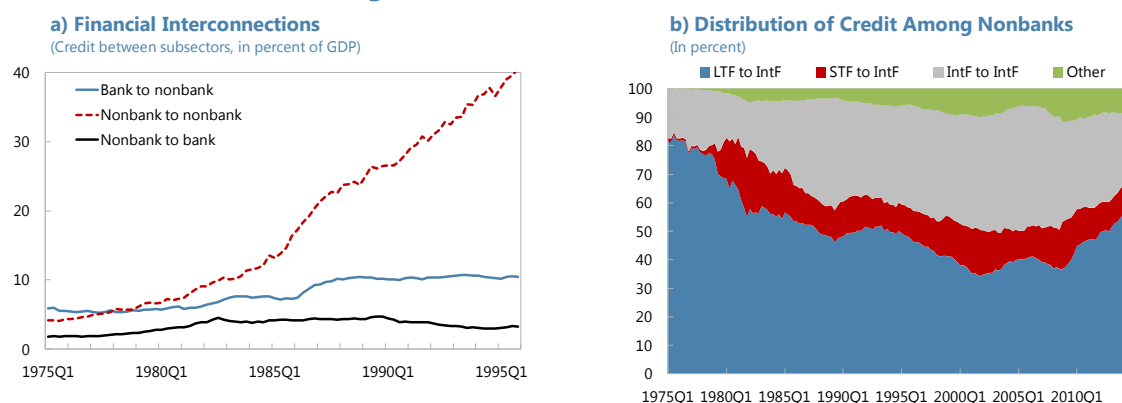 a) Financial Interconnections
(Credit between subsectors, in percent of GDP)
40
30
20
10
0
Bank to nonbank
Nonbank to nonbank
Nonbank to bank
1975Q1 1980Q1 1985Q1 1990Q1 1995Q1
b) Distribution of Credit Among Nonbanks
(In percent)
LTF to IntF STF to IntF IntF to IntF Other
100
90
80
70
60
50
40
30
20
10
0
1975Q1 1980Q1 1985Q1 1990Q1 1995Q1 2000Q1 2005Q1 2010Q1